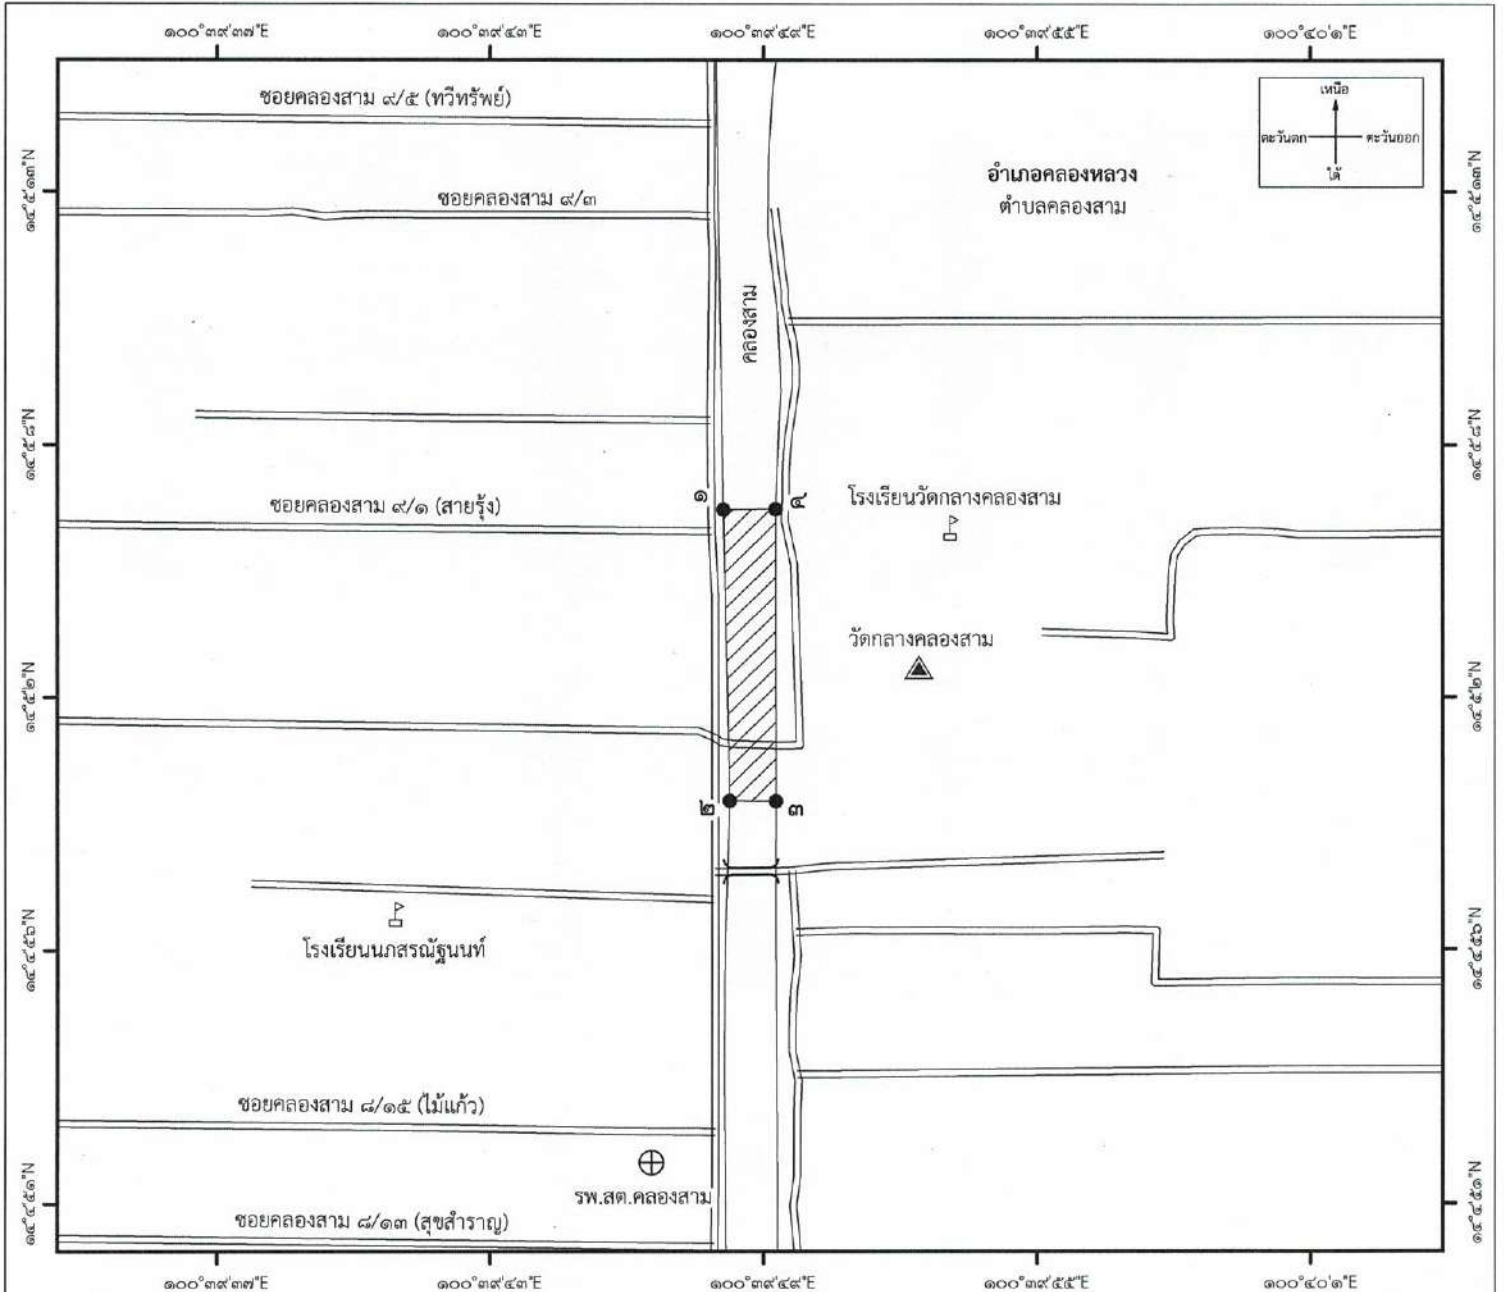 ๑๐๐°๓๙'๓๗"E
๑๐๐°๓๙'๔๓"E
๑๐๐°๓๙'๔๙"E
๑๐๐°๓๙'๕๕"E
๑๐๐°๔๐'๑"E
ซอยคลองสาม ๙/๕ (ทวีทรัพย์)
เหนือ
ตะวันตก
ตะวันออก
ใต้
๑๔°๕'๑๓"N
๑๔°๕'๑๓"N
อำเภอคลองหลวง
ตำบลคลองสาม
ซอยคลองสาม ๙/๓
คลองสาม
๑๔°๕'๘"N
๑๔°๕'๘"N
ซอยคลองสาม ๙/๑ (สายรุ้ง)
๑
๔
โรงเรียนวัดกลางคลองสาม
วัดกลางคลองสาม
๑๔°๕'๒"N
๑๔°๕'๒"N
๒
๓
โรงเรียนนภสรณัฐนนท์
๑๔°๔'๕๖"N
๑๔°๔'๕๖"N
ซอยคลองสาม ๘/๑๕ (ไม้แก้ว)
รพ.สต.คลองสาม
๑๔°๔'๕๑"N
๑๔°๔'๕๑"N
ซอยคลองสาม ๘/๑๓ (สุขสำราญ)
๑๐๐°๓๙'๓๗"E
๑๐๐°๓๙'๔๓"E
๑๐๐°๓๙'๔๙"E
๑๐๐°๓๙'๕๕"E
๑๐๐°๔๐'๑"E